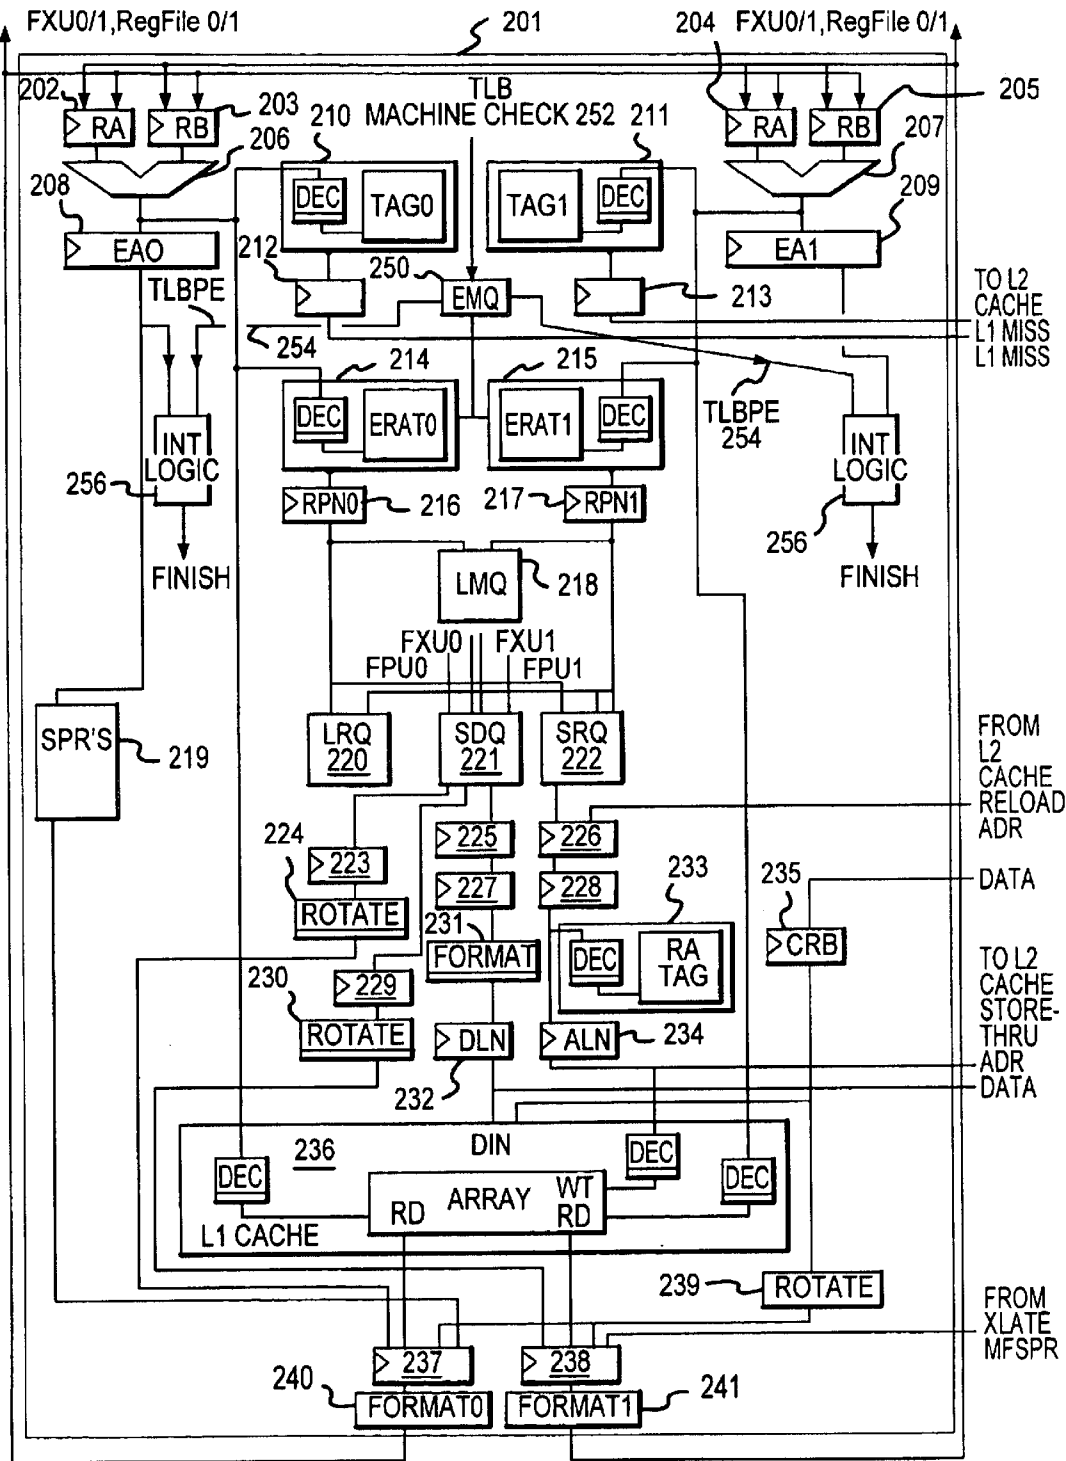 FXU0/1,RegFile 0/1
201
204
FXU0/1,RegFile 0/1
202
203
TLB
MACHINE CHECK 252
210
211
205
RA
RB
RA
RB
206
207
208
209
DEC
TAG0
TAG1
DEC
EAO
EA1
212
250
EMQ
213
TO L2
CACHE
L1 MISS
L1 MISS
TLBPE
254
214
215
DEC
ERAT0
ERAT1
DEC
TLBPE
254
INT
LOGIC
256
INT
LOGIC
256
RPN0
216
217
RPN1
FINISH
FINISH
LMQ
218
FXU0
FXU1
FPU0
FPU1
SPR'S
219
LRQ
220
SDQ
221
SRQ
222
FROM
L2
CACHE
RELOAD
ADR
224
223
225
226
227
228
ROTATE
233
235
DATA
231
FORMAT
DEC
RA
TAG
CRB
229
230
ROTATE
DLN
232
ALN
234
TO L2
CACHE
STORE-
THRU
ADR
DATA
236
DIN
DEC
DEC
DEC
ARRAY
WT
RD
RD
L1 CACHE
239
ROTATE
FROM
XLATE
MFSPR
237
238
240
FORMAT0
FORMAT1
241